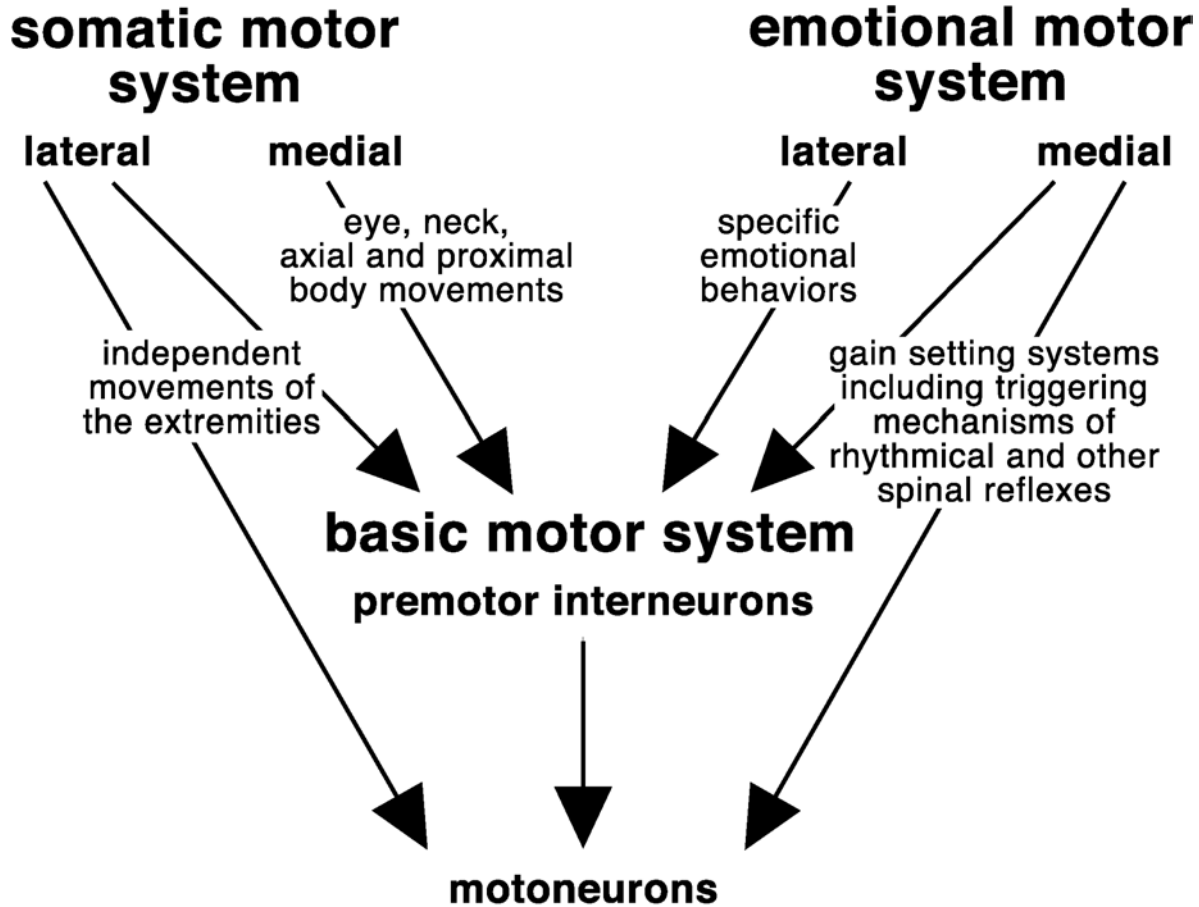 somatic motor
system
emotional motor
system
lateral
medial
lateral
medial
eye, neck,
axial and proximal
body movements
specific
emotional
behaviors
independent
movements of
the extremities
gain setting systems
including triggering
mechanisms of
rhythmical and other
spinal reflexes
basic motor system
premotor interneurons
motoneurons